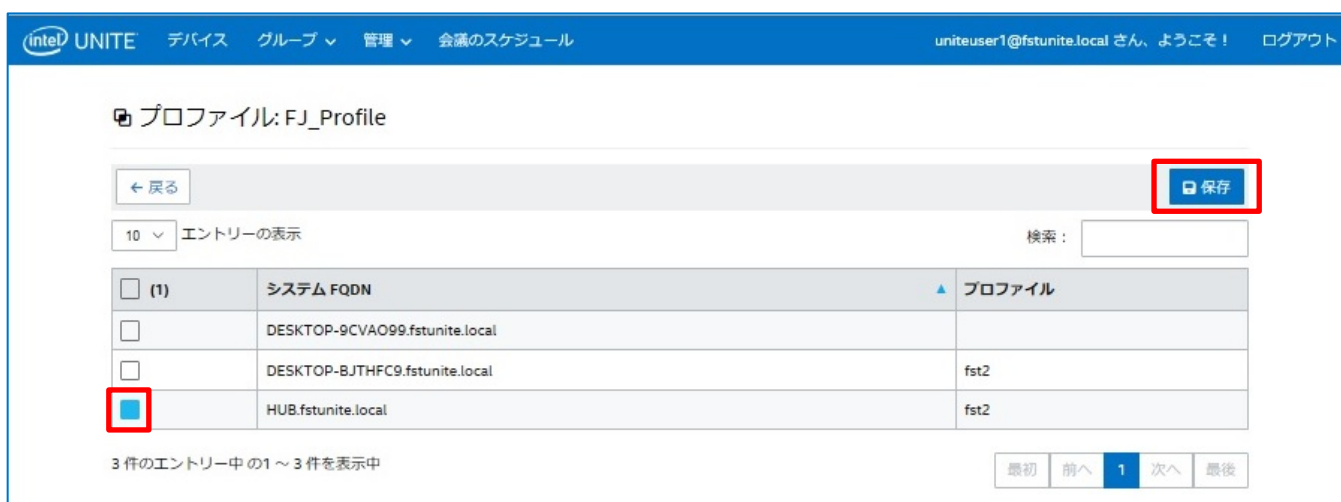 intel UNITE デバイス グループ 管理 会議のスケジュール uniteuser1@fstunite.local さん、ようこそ！ ログアウト
プロファイル: FJ_Profile
← 戻る 保存
10 エントリーの表示 検索：
(1) システム FQDN プロファイル
DESKTOP-9CVAO99.fstunite.local
DESKTOP-BJTHFC9.fstunite.local fst2
HUB.fstunite.local fst2
3 件のエントリー中 の1 ～ 3 件を表示中 最初 前へ 1 次へ 最後